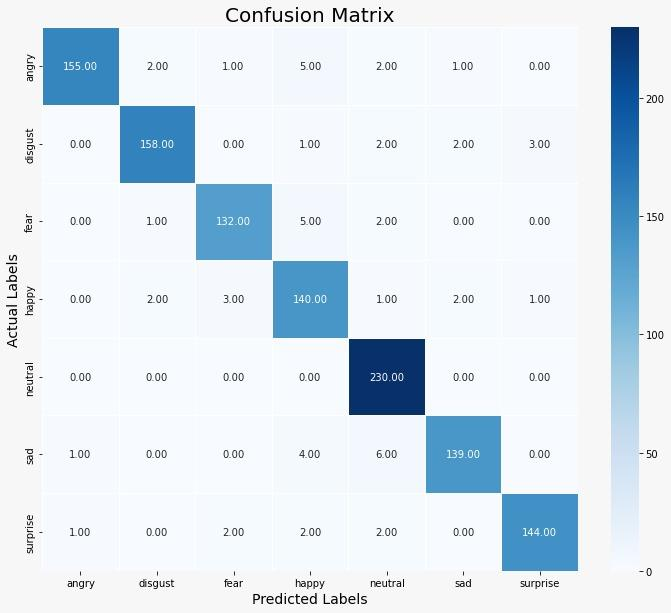 Confusion Matrix
angry 155.00 2.00 1.00 5.00 2.00 1.00 0.00
disgust 0.00 158.00 0.00 1.00 2.00 2.00 3.00
fear 0.00 1.00 132.00 5.00 2.00 0.00 0.00
happy 0.00 2.00 3.00 140.00 1.00 2.00 1.00
neutral 0.00 0.00 0.00 0.00 230.00 0.00 0.00
sad 1.00 0.00 0.00 4.00 6.00 139.00 0.00
surprise 1.00 0.00 2.00 2.00 2.00 0.00 144.00
angry disgust fear happy neutral sad surprise
Predicted Labels
Actual Labels
200
150
100
50
0